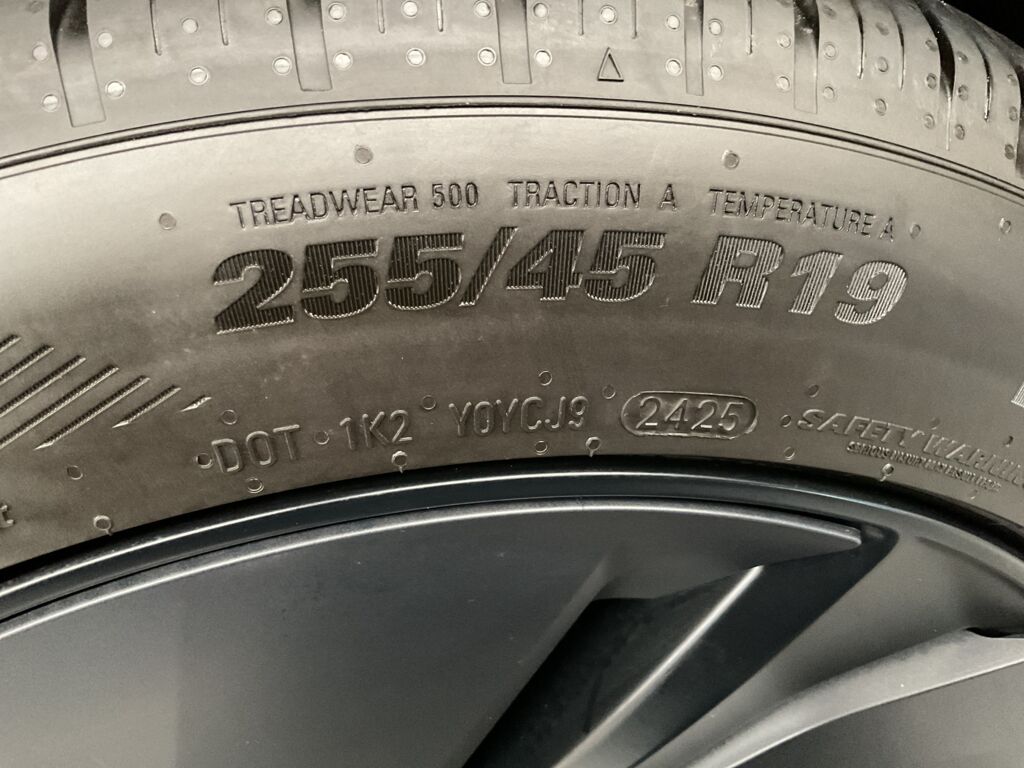 TREADWEAR 500 TRACTION A TEMPERATURE A
255/45 R19
DOT 1K2 Y0YCJ9 2425
SAFETY WARNING